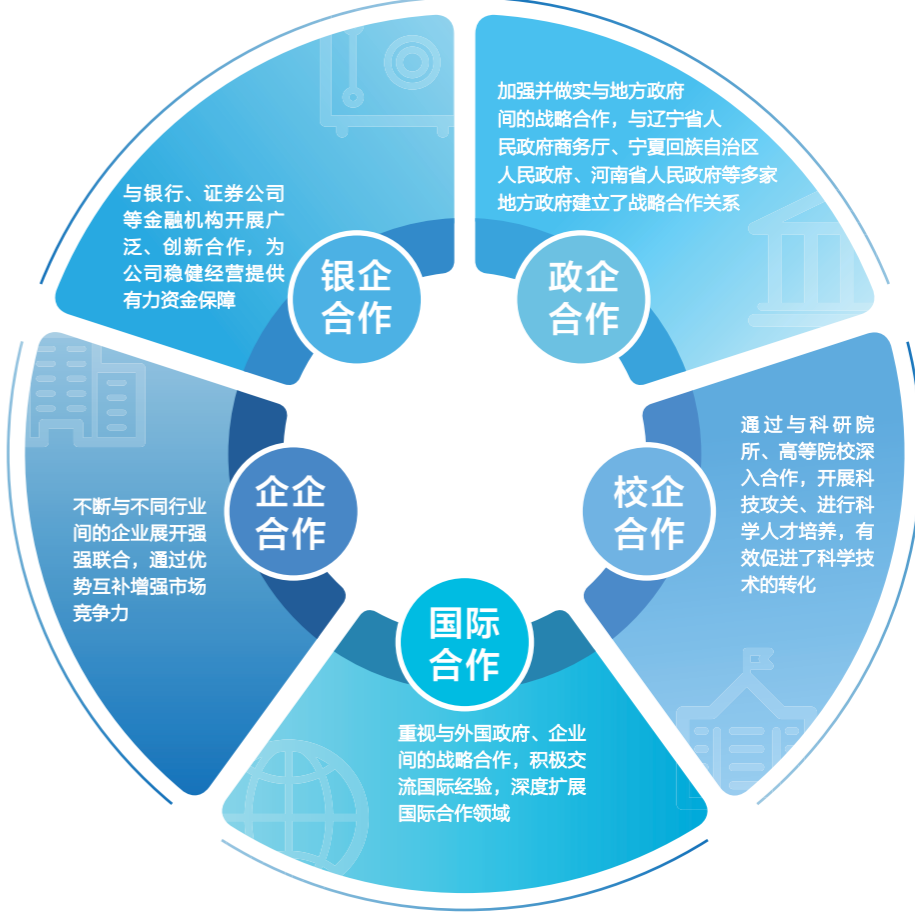 加强并做实与地方政府
间的战略合作，与辽宁省人
民政府商务厅、宁夏回族自治区
人民政府、河南省人民政府等多家
地方政府建立了战略合作关系
政企
合作
与银行、证券公司
等金融机构开展广
泛、创新合作，为
公司稳健经营提供
有力资金保障
银企
合作
通过与科研院
所、高等院校深
入合作，开展科
技攻关、进行科
学人才培养，有
效促进了科学技
术的转化
校企
合作
不断与不同行业
间的企业展开强
强联合，通过优
势互补增强市场
竞争力
企企
合作
国际
合作
重视与外国政府、企业
间的战略合作，积极交
流国际经验，深度扩展
国际合作领域